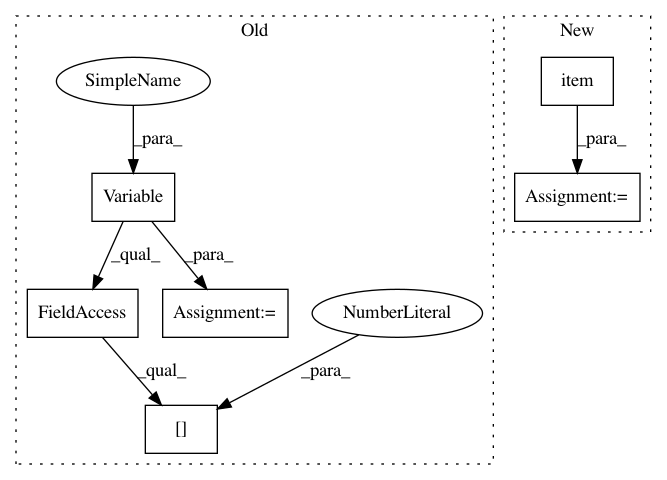 Old
New
SimpleName
item
_para_
_para_
Variable
Assignment:=
_qual_
_para_
FieldAccess
Assignment:=
NumberLiteral
_qual_
_para_
[]